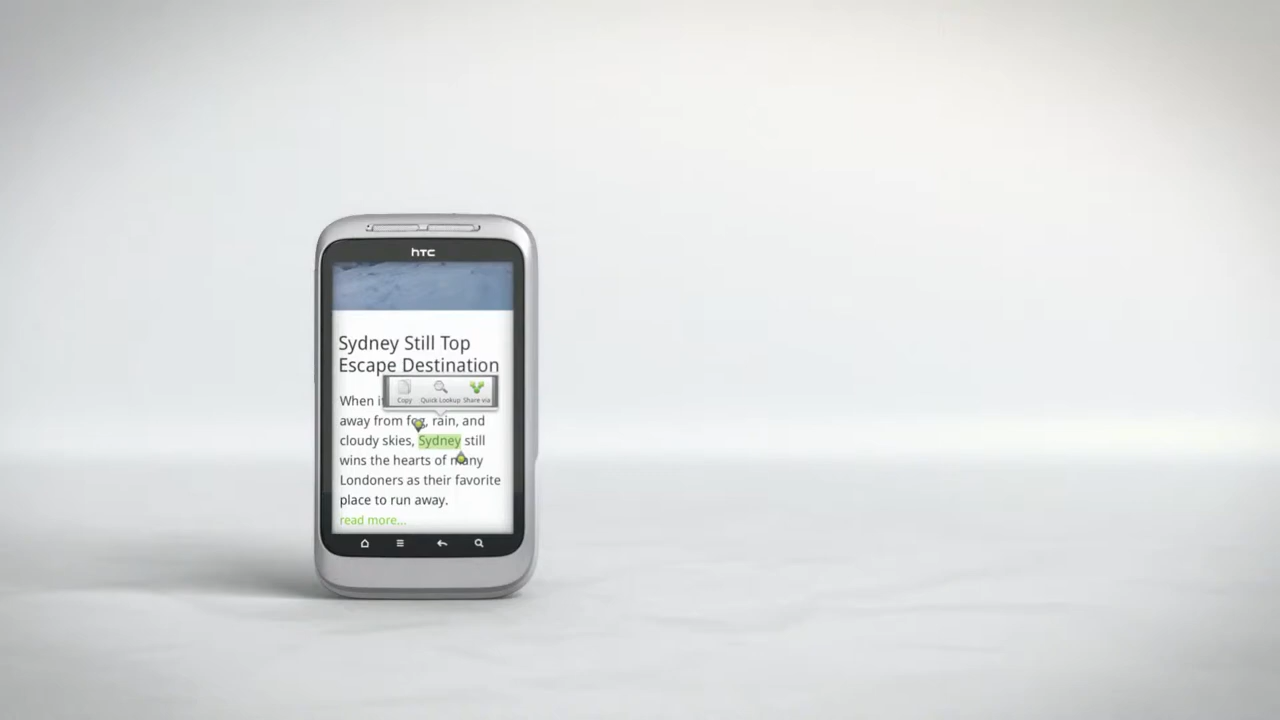 hTC
Sydney Still Top
Escape Destination
Copy Quick Lookup Share via
When i
away from fog, rain, and
cloudy skies, Sydney still
wins the hearts of many
Londoners as their favorite
place to run away.
read more...